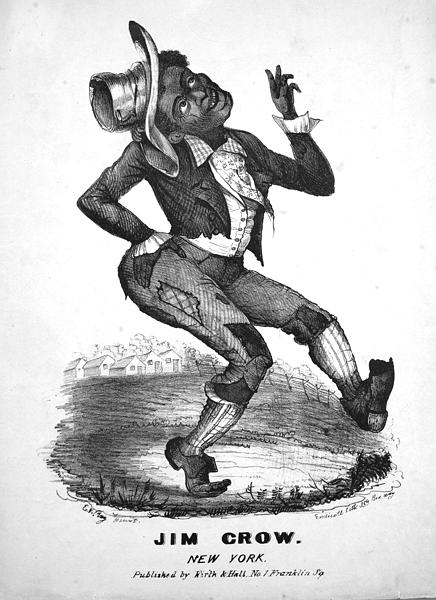 JIM CROW.
NEW YORK.
Published by Firth & Hall, No. 1 Franklin Sq